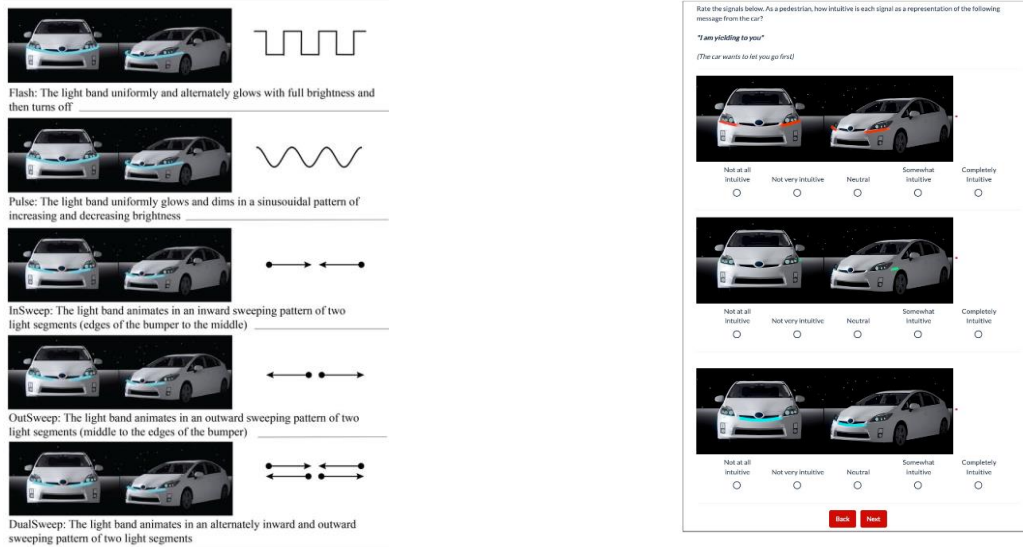 Flash: The light band uniformly and alternately glows with full brightness and
then turns off
Pulse: The light band uniformly glows and dims in a sinusouidal pattern of
increasing and decreasing brightness
InSweep: The light band animates in an inward sweeping pattern of two
light segments (edges of the bumper to the middle)
OutSweep: The light band animates in an outward sweeping pattern of two
light segments (middle to the edges of the bumper)
DualSweep: The light band animates in an alternately inward and outward
sweeping pattern of two light segments
Rate the signals below. As a pedestrian, how intuitive is each signal as a representation of the following
message from the car?
"I am yielding to you"
(The car wants to let you go first)
Not at all intuitive Not very intuitive Neutral Somewhat intuitive Completely intuitive
Not at all intuitive Not very intuitive Neutral Somewhat intuitive Completely intuitive
Not at all intuitive Not very intuitive Neutral Somewhat intuitive Completely intuitive
Back Next